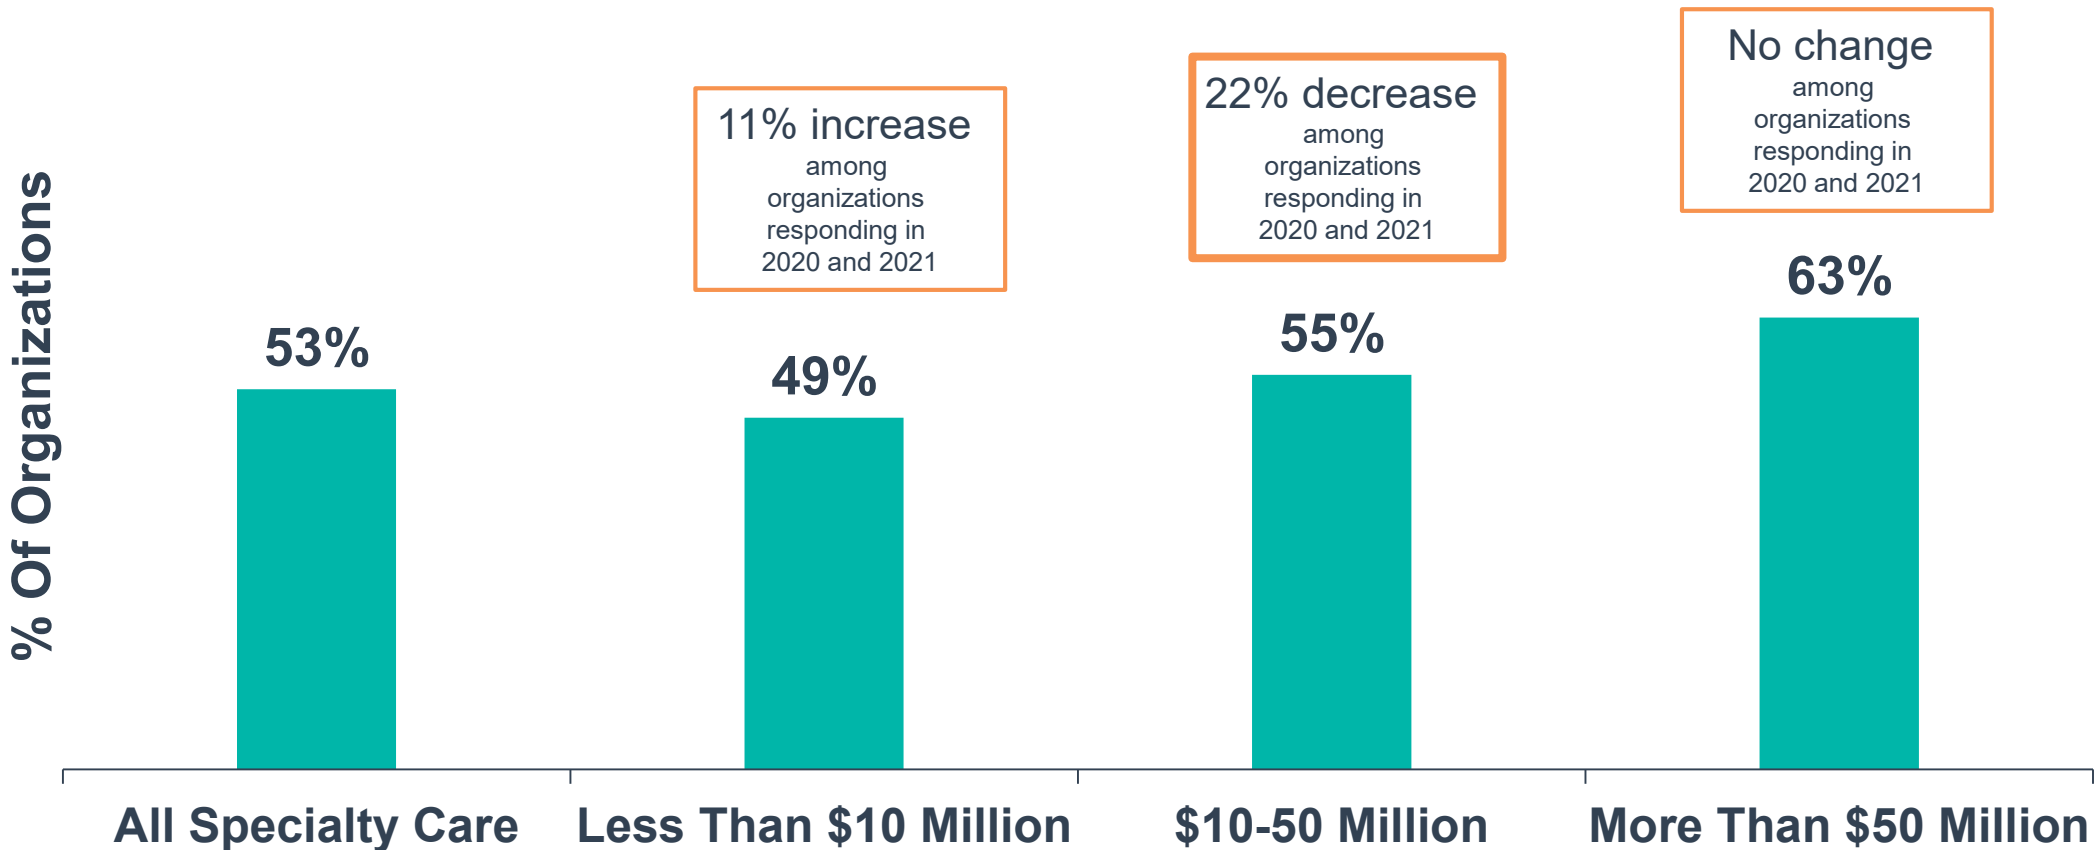 % Of Organizations
53%
11% increase
among
organizations
responding in
2020 and 2021
49%
22% decrease
among
organizations
responding in
2020 and 2021
55%
No change
among
organizations
responding in
2020 and 2021
63%
All Specialty Care
Less Than $10 Million
$10-50 Million
More Than $50 Million